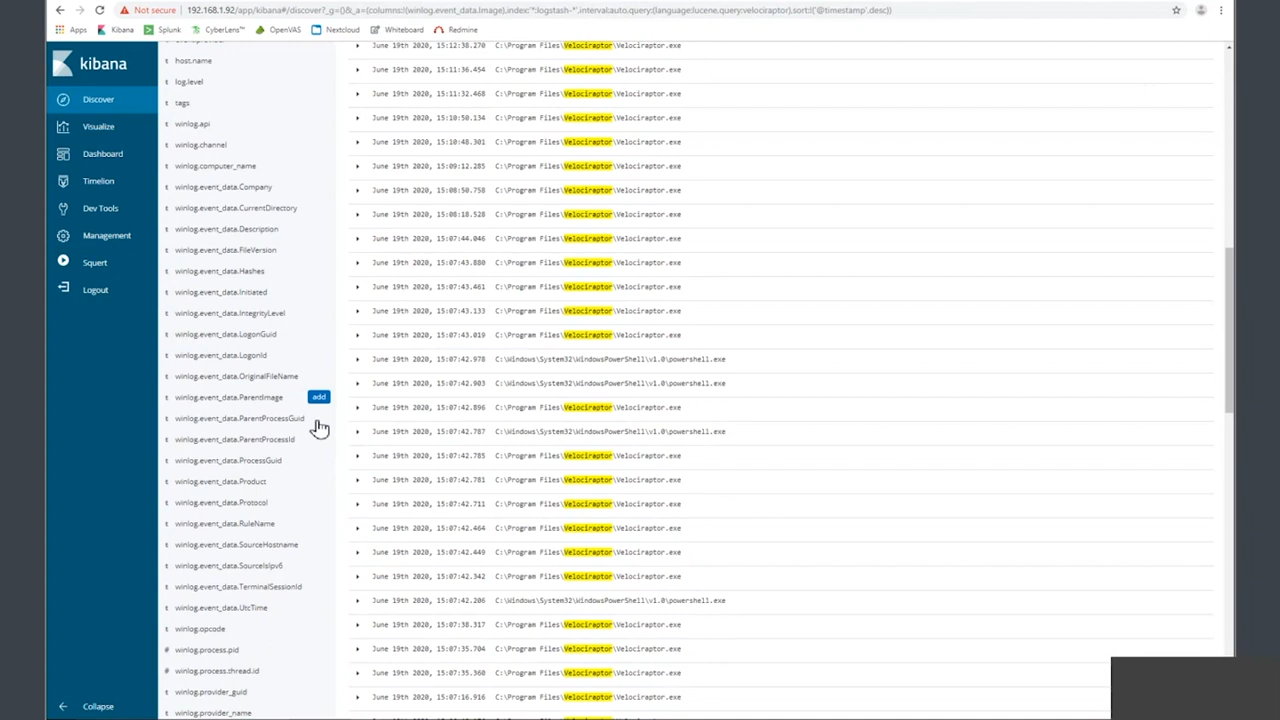 Not secure 192.168.1.92/app/kibana#/discover?_g=()&_a=(columns:!(winlog.event_data.Image),index:'*:logstash-*',interval:auto,query:(language:lucene,query:velociraptor),sort:!('@timestamp',desc))
Apps Kibana Splunk CyberLens™ OpenVAS Nextcloud Whiteboard Redmine
kibana
Discover
Visualize
Dashboard
Timelion
Dev Tools
Management
Squert
Logout
Collapse
host.name
log.level
tags
winlog.api
winlog.channel
winlog.computer_name
winlog.event_data.Company
winlog.event_data.CurrentDirectory
winlog.event_data.Description
winlog.event_data.FileVersion
winlog.event_data.Hashes
winlog.event_data.Initiated
winlog.event_data.IntegrityLevel
winlog.event_data.LogonGuid
winlog.event_data.LogonId
winlog.event_data.OriginalFileName
winlog.event_data.ParentImage add
winlog.event_data.ParentProcessGuid
winlog.event_data.ParentProcessId
winlog.event_data.ProcessGuid
winlog.event_data.Product
winlog.event_data.Protocol
winlog.event_data.RuleName
winlog.event_data.SourceHostname
winlog.event_data.SourceIsIpv6
winlog.event_data.TerminalSessionId
winlog.event_data.UtcTime
winlog.opcode
# winlog.process.pid
# winlog.process.thread.id
winlog.provider_guid
winlog.provider_name
June 19th 2020, 15:12:38.270 C:\Program Files\Velociraptor\Velociraptor.exe
June 19th 2020, 15:11:36.454 C:\Program Files\Velociraptor\Velociraptor.exe
June 19th 2020, 15:11:32.468 C:\Program Files\Velociraptor\Velociraptor.exe
June 19th 2020, 15:10:50.134 C:\Program Files\Velociraptor\Velociraptor.exe
June 19th 2020, 15:10:48.301 C:\Program Files\Velociraptor\Velociraptor.exe
June 19th 2020, 15:09:12.285 C:\Program Files\Velociraptor\Velociraptor.exe
June 19th 2020, 15:08:50.758 C:\Program Files\Velociraptor\Velociraptor.exe
June 19th 2020, 15:08:18.528 C:\Program Files\Velociraptor\Velociraptor.exe
June 19th 2020, 15:07:44.046 C:\Program Files\Velociraptor\Velociraptor.exe
June 19th 2020, 15:07:43.880 C:\Program Files\Velociraptor\Velociraptor.exe
June 19th 2020, 15:07:43.461 C:\Program Files\Velociraptor\Velociraptor.exe
June 19th 2020, 15:07:43.133 C:\Program Files\Velociraptor\Velociraptor.exe
June 19th 2020, 15:07:43.019 C:\Program Files\Velociraptor\Velociraptor.exe
June 19th 2020, 15:07:42.978 C:\Windows\System32\WindowsPowerShell\v1.0\powershell.exe
June 19th 2020, 15:07:42.903 C:\Windows\System32\WindowsPowerShell\v1.0\powershell.exe
June 19th 2020, 15:07:42.896 C:\Program Files\Velociraptor\Velociraptor.exe
June 19th 2020, 15:07:42.787 C:\Windows\System32\WindowsPowerShell\v1.0\powershell.exe
June 19th 2020, 15:07:42.785 C:\Program Files\Velociraptor\Velociraptor.exe
June 19th 2020, 15:07:42.781 C:\Program Files\Velociraptor\Velociraptor.exe
June 19th 2020, 15:07:42.711 C:\Program Files\Velociraptor\Velociraptor.exe
June 19th 2020, 15:07:42.464 C:\Program Files\Velociraptor\Velociraptor.exe
June 19th 2020, 15:07:42.449 C:\Program Files\Velociraptor\Velociraptor.exe
June 19th 2020, 15:07:42.342 C:\Program Files\Velociraptor\Velociraptor.exe
June 19th 2020, 15:07:42.206 C:\Windows\System32\WindowsPowerShell\v1.0\powershell.exe
June 19th 2020, 15:07:38.317 C:\Program Files\Velociraptor\Velociraptor.exe
June 19th 2020, 15:07:35.704 C:\Program Files\Velociraptor\Velociraptor.exe
June 19th 2020, 15:07:35.360 C:\Program Files\Velociraptor\Velociraptor.exe
June 19th 2020, 15:07:16.916 C:\Program Files\Velociraptor\Velociraptor.exe